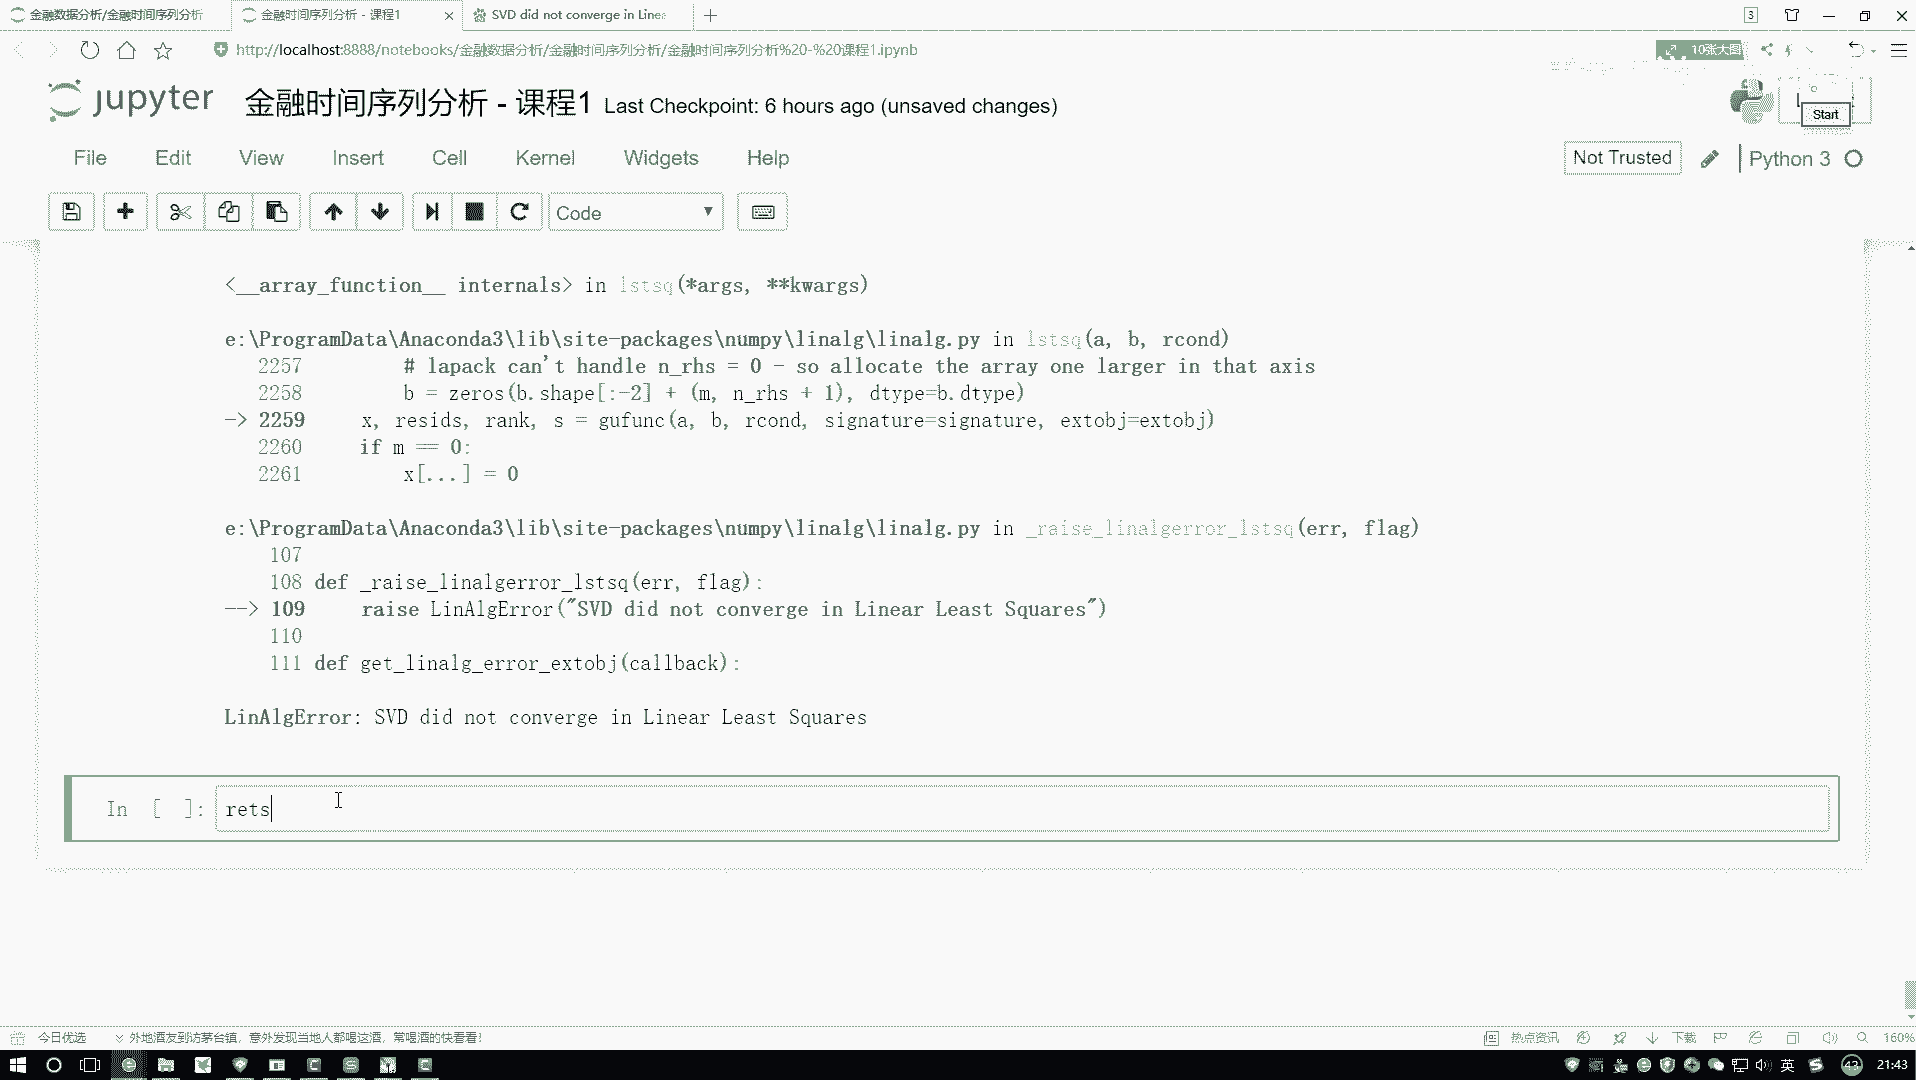 金融数据分析/金融时间序列分析
金融时间序列分析 - 课程1
SVD did not converge in Linea
3
http://localhost:8888/notebooks/金融数据分析/金融时间序列分析/金融时间序列分析%20-%20课程1.ipynb
10张大图
jupyter 金融时间序列分析 - 课程1 Last Checkpoint: 6 hours ago (unsaved changes)
Start
File Edit View Insert Cell Kernel Widgets Help
Not Trusted
Python 3
Code
<__array_function__ internals> in lstsq(*args, **kwargs)
e:\ProgramData\Anaconda3\lib\site-packages\numpy\linalg\linalg.py in lstsq(a, b, rcond)
2257 # lapack can't handle n_rhs = 0 - so allocate the array one larger in that axis
2258 b = zeros(b.shape[:-2] + (m, n_rhs + 1), dtype=b.dtype)
-> 2259 x, resids, rank, s = gufunc(a, b, rcond, signature=signature, extobj=extobj)
2260 if m == 0:
2261 x[...] = 0
e:\ProgramData\Anaconda3\lib\site-packages\numpy\linalg\linalg.py in _raise_linalgerror_lstsq(err, flag)
107
108 def _raise_linalgerror_lstsq(err, flag):
--> 109 raise LinAlgError("SVD did not converge in Linear Least Squares")
110
111 def get_linalg_error_extobj(callback):
LinAlgError: SVD did not converge in Linear Least Squares
In [ ]: rets
今日优选
外地酒友到访茅台镇，意外发现当地人都喝这酒，常喝酒的快看看！
热点资讯
下载
160%
英
43
21:43